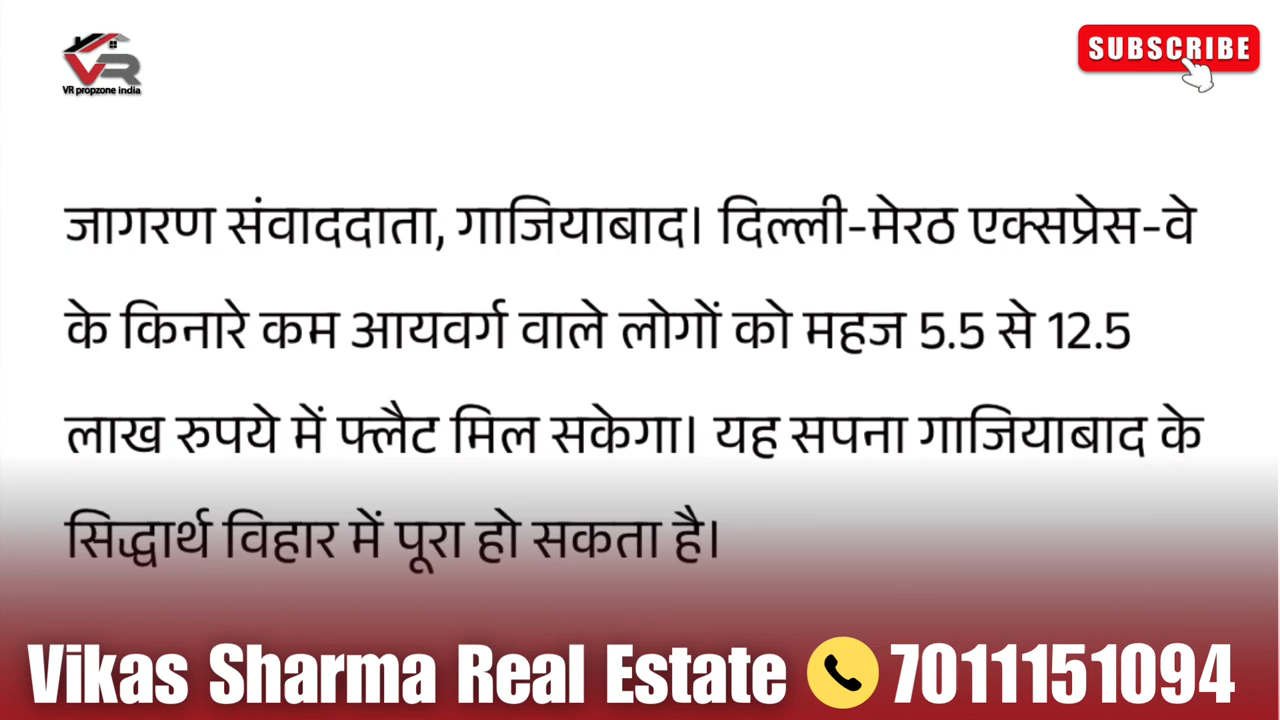 VR
VR propzone india
SUBSCRIBE
जागरण संवाददाता, गाजियाबाद। दिल्ली-मेरठ एक्सप्रेस-वे
के किनारे कम आयवर्ग वाले लोगों को महज 5.5 से 12.5
लाख रुपये में फ्लैट मिल सकेगा। यह सपना गाजियाबाद के
सिद्धार्थ विहार में पूरा हो सकता है।
Vikas Sharma Real Estate 7011151094